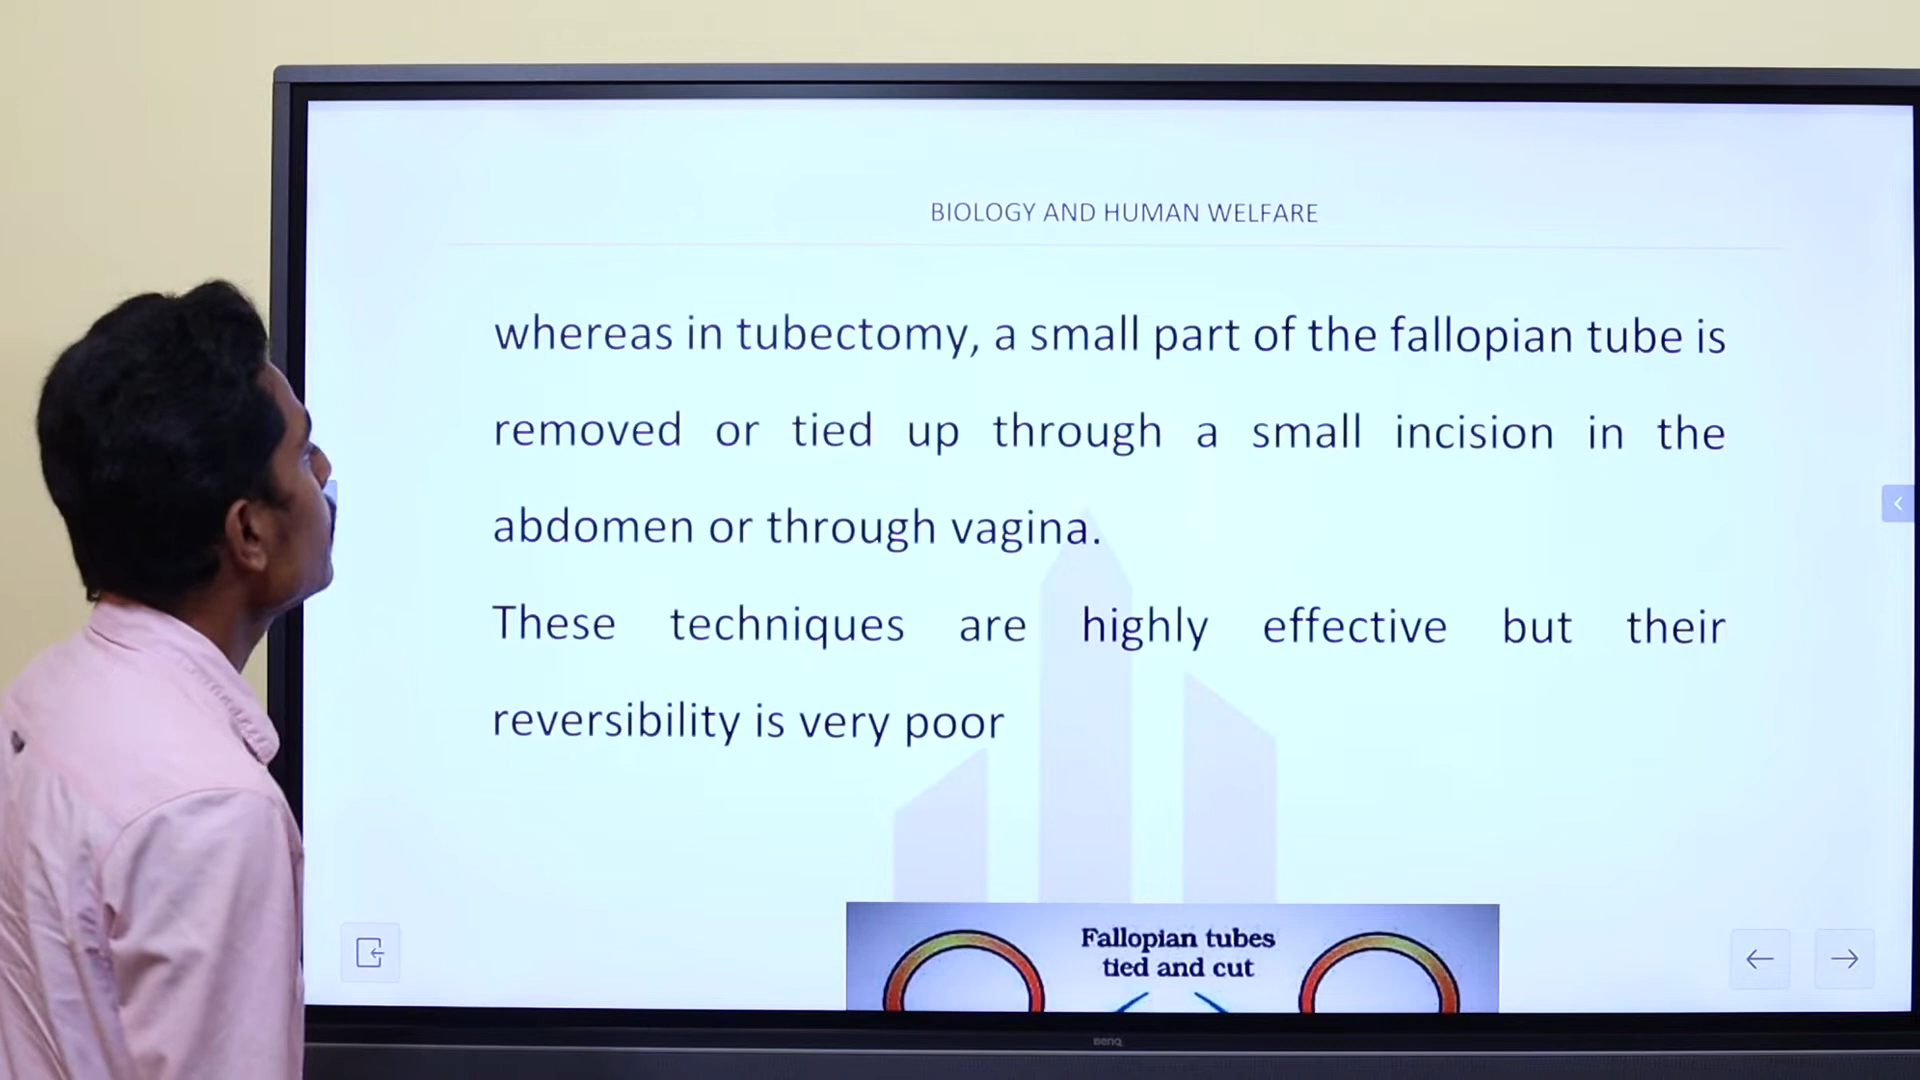 BIOLOGY AND HUMAN WELFARE
whereas in tubectomy, a small part of the fallopian tube is
removed or tied up through a small incision in the
abdomen or through vagina.
These techniques are highly effective but their
reversibility is very poor
Fallopian tubes
tied and cut
BenQ